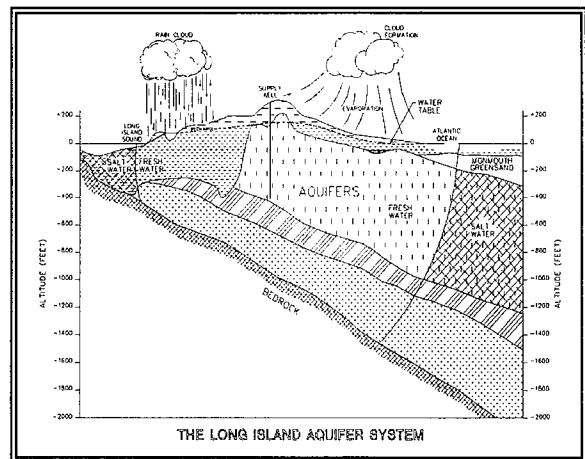 RAIN CLOUD
CLOUD
FORMATION
SUPPLY
WELL
EVAPORATION
WATER
TABLE
LONG
ISLAND
SOUND
ATLANTIC
OCEAN
+200
0
-200
-400
-600
-800
-1000
-1200
-1400
-1600
-1800
-2000
ALTITUDE (FEET)
SALT
WATER
FRESH
WATER
AQUIFERS
FRESH
WATER
MONMOUTH
GREENSAND
SALT
WATER
BEDROCK
+200
0
-200
-400
-600
-800
-1000
-1200
-1400
-1600
-1800
-2000
ALTITUDE (FEET)
THE LONG ISLAND AQUIFER SYSTEM